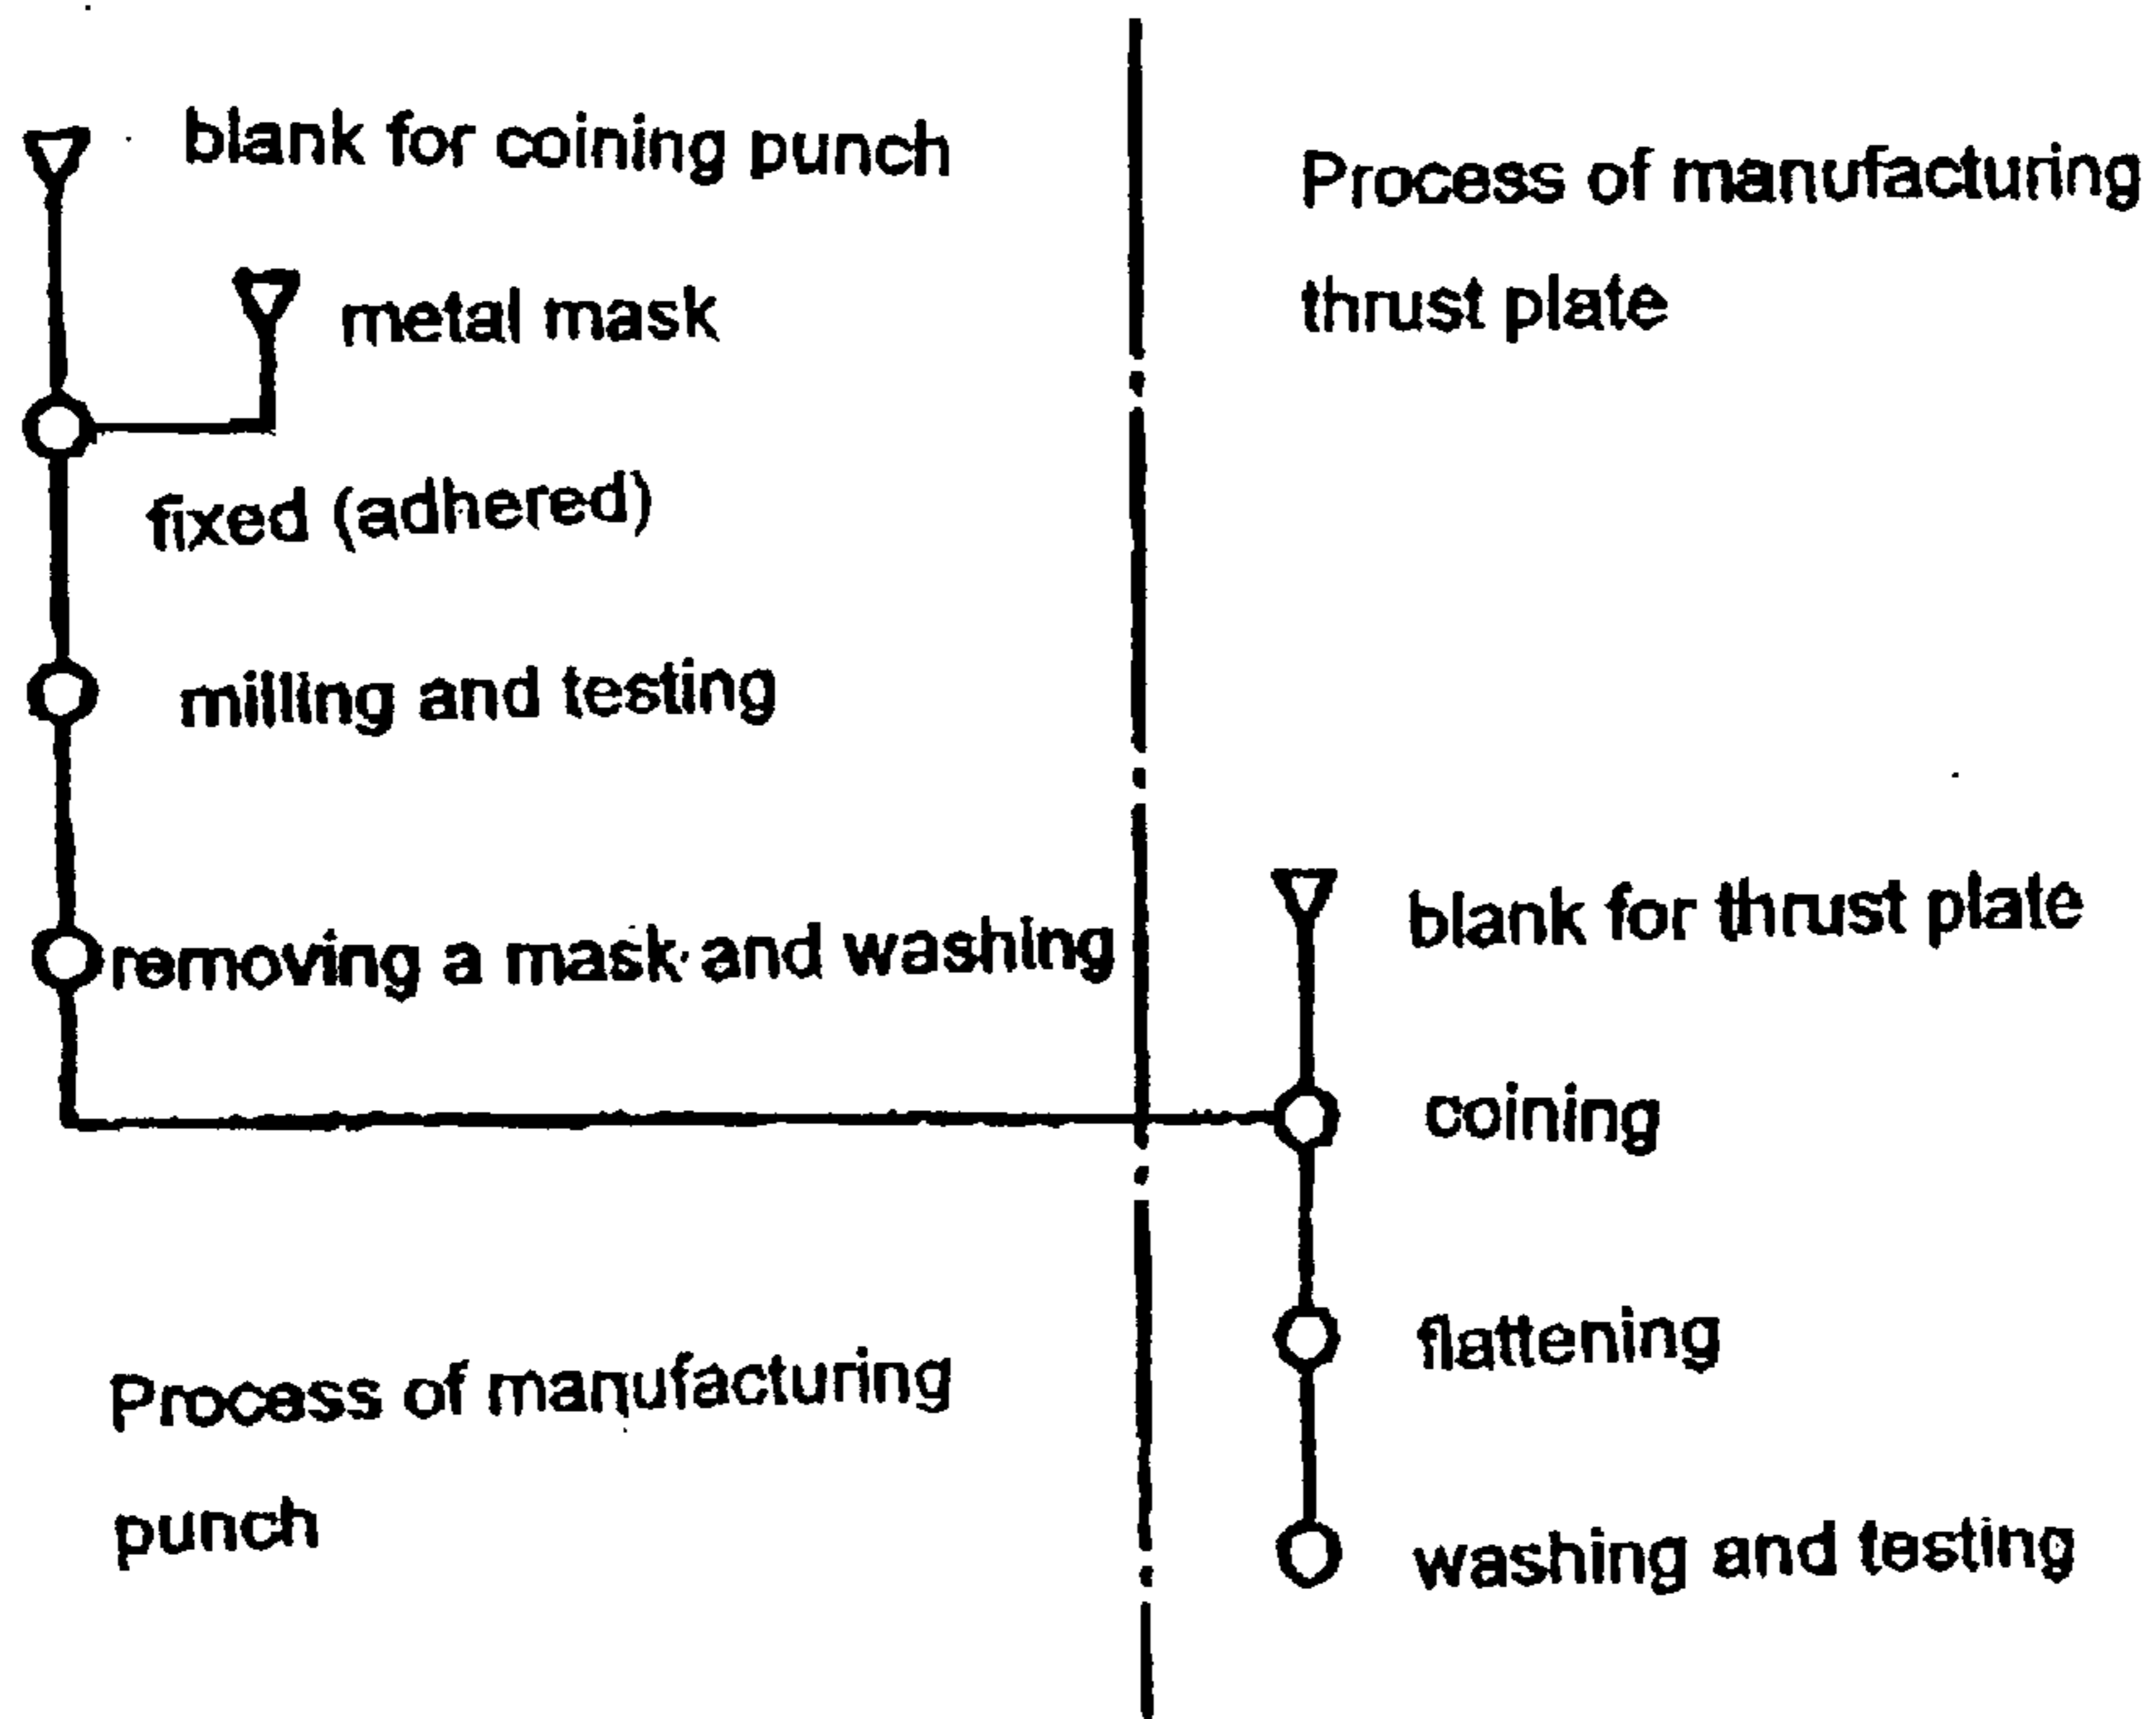 blank for coining punch
metal mask
fixed (adhered)
milling and testing
removing a mask and washing
Process of manufacturing
punch
Process of manufacturing
thrust plate
blank for thrust plate
coining
flattening
washing and testing